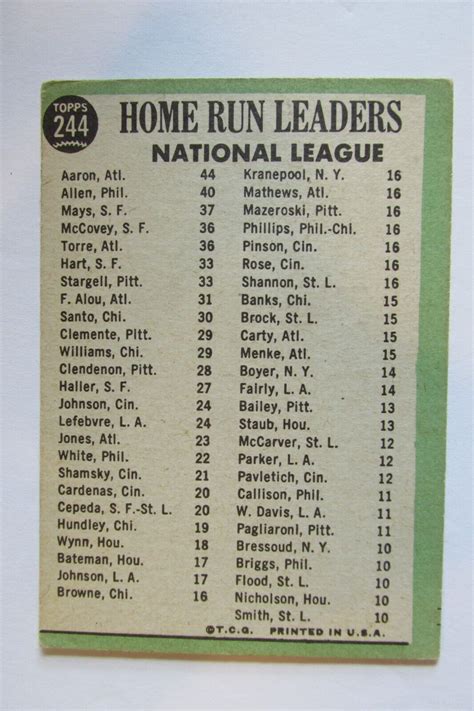 TOPPS
244
HOME RUN LEADERS
NATIONAL LEAGUE
Aaron, Atl. 44
Allen, Phil. 40
Mays, S. F. 37
McCovey, S. F. 36
Torre, Atl. 36
Hart, S. F. 33
Stargell, Pitt. 33
F. Alou, Atl. 31
Santo, Chi. 30
Clemente, Pitt. 29
Williams, Chi. 29
Clendenon, Pitt. 28
Haller, S. F. 27
Johnson, Cin. 24
Lefebvre, L. A. 24
Jones, Atl. 23
White, Phil. 22
Shamsky, Cin. 21
Cardenas, Cin. 20
Cepeda, S. F.-St. L. 20
Hundley, Chi. 19
Wynn, Hou. 18
Bateman, Hou. 17
Johnson, L. A. 17
Browne, Chi. 16
Kranepool, N. Y. 16
Mathews, Atl. 16
Mazeroski, Pitt. 16
Phillips, Phil.-Chi. 16
Pinson, Cin. 16
Rose, Cin. 16
Shannon, St. L. 16
Banks, Chi. 15
Brock, St. L. 15
Carty, Atl. 15
Menke, Atl. 15
Boyer, N. Y. 14
Fairly, L. A. 14
Bailey, Pitt. 13
Staub, Hou. 13
McCarver, St. L. 12
Parker, L. A. 12
Pavletich, Cin. 12
Callison, Phil. 11
W. Davis, L. A. 11
Pagliaroni, Pitt. 11
Bressoud, N. Y. 10
Briggs, Phil. 10
Flood, St. L. 10
Nicholson, Hou. 10
Smith, St. L. 10
©T.C.G. PRINTED IN U.S.A.